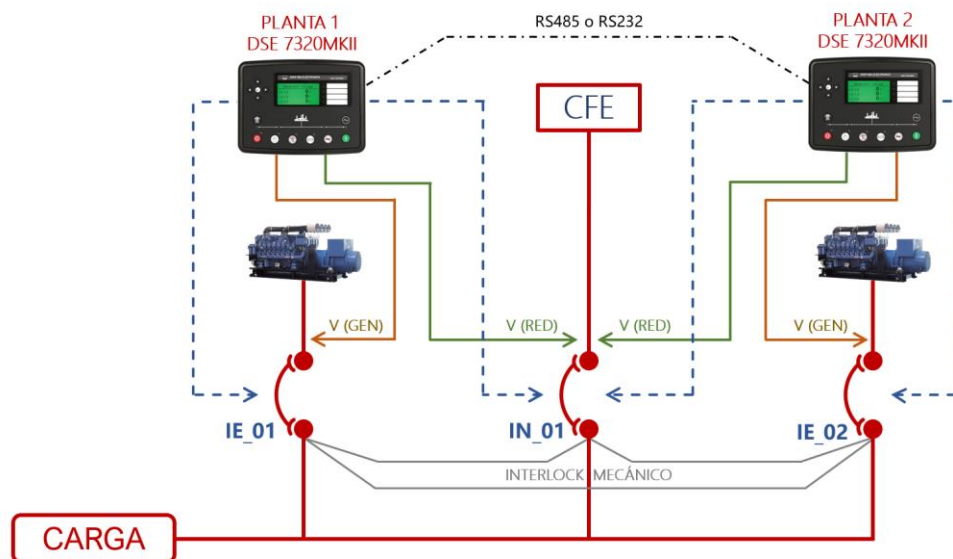 PLANTA 1
DSE 7320MKII
RS485 o RS232
PLANTA 2
DSE 7320MKII
CFE
V (GEN)
V (RED)
V (RED)
V (GEN)
IE_01
IN_01
IE_02
INTERLOCK MECÁNICO
CARGA